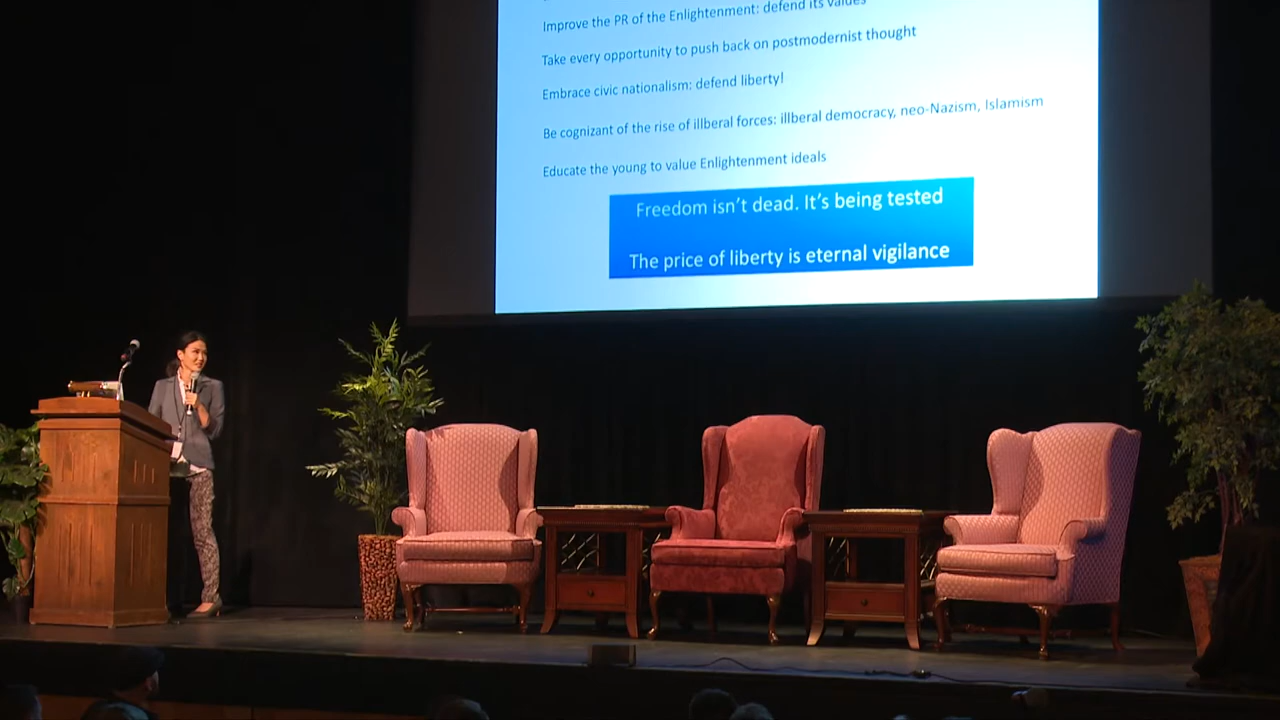 Improve the PR of the Enlightenment: defend its values
Take every opportunity to push back on postmodernist thought
Embrace civic nationalism: defend liberty!
Be cognizant of the rise of illberal forces: illberal democracy, neo-Nazism, Islamism
Educate the young to value Enlightenment ideals
Freedom isn't dead. It's being tested
The price of liberty is eternal vigilance